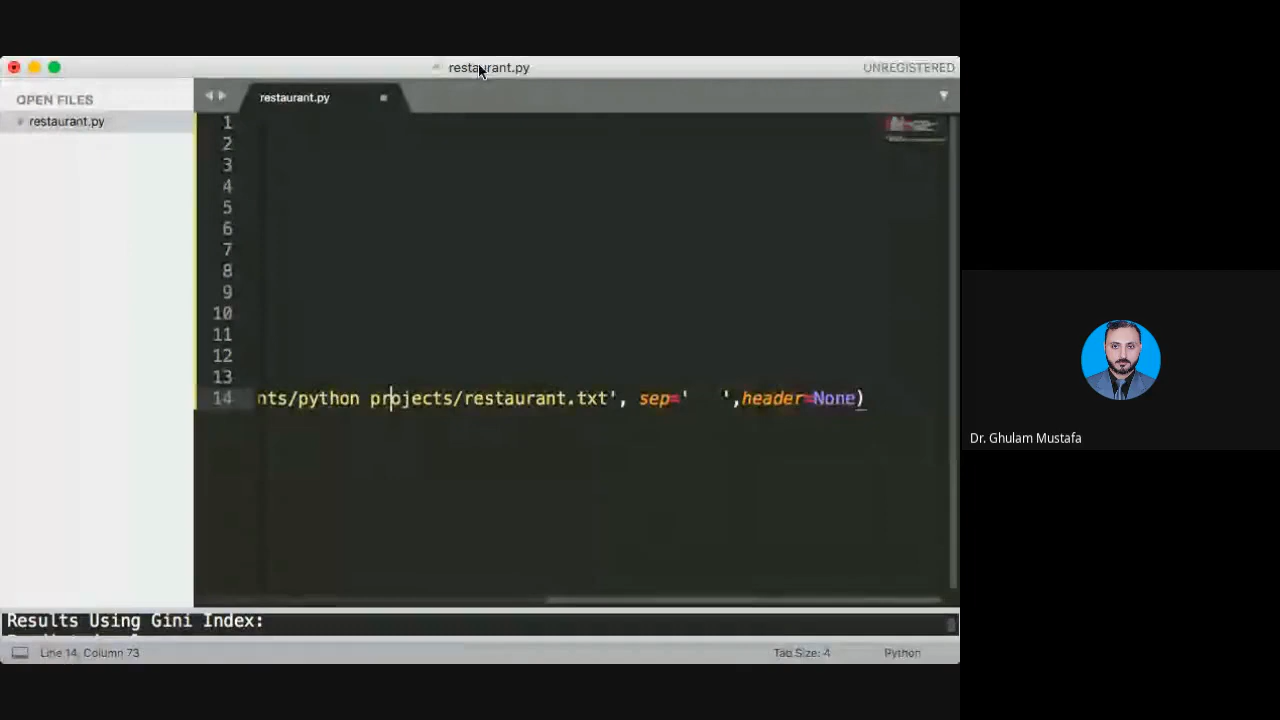 restaurant.py
UNREGISTERED
OPEN FILES
restaurant.py
restaurant.py
1
2
3
4
5
6
7
8
9
10
11
12
13
14 nts/python projects/restaurant.txt', sep='   ',header=None)
Results Using Gini Index:
Line 14, Column 73
Tab Size: 4
Python
Dr. Ghulam Mustafa